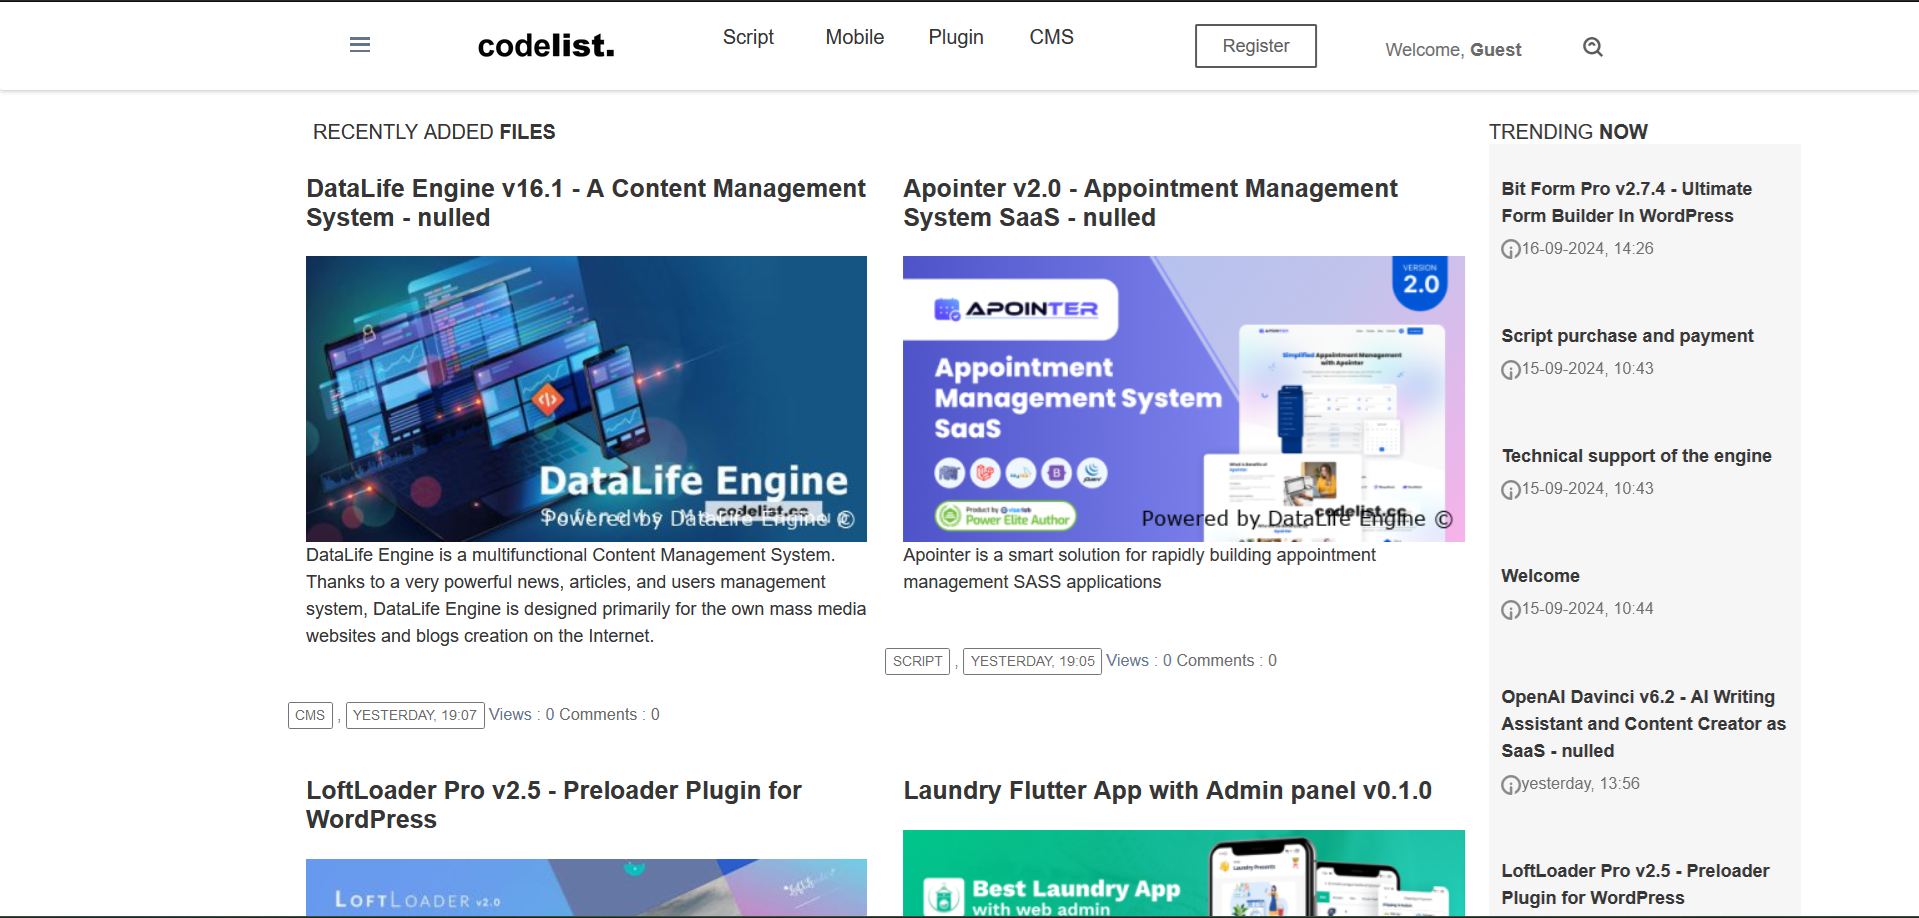 codelist.
Script
Mobile
Plugin
CMS
Register
Welcome, Guest
RECENTLY ADDED FILES
DataLife Engine v16.1 - A Content Management
System - nulled
DataLife Engine
codelist.cc
Powered by DataLife Engine ©
DataLife Engine is a multifunctional Content Management System.
Thanks to a very powerful news, articles, and users management
system, DataLife Engine is designed primarily for the own mass media
websites and blogs creation on the Internet.
CMS , YESTERDAY, 19:07 Views : 0 Comments : 0
Apointer v2.0 - Appointment Management
System SaaS - nulled
VERSION
2.0
APOINTER
APOINTER
Simplified Appointment Management
with Apointer
Appointment
Management System
SaaS
Product by
Power Elite Author
codelist.cc
Powered by DataLife Engine ©
Apointer is a smart solution for rapidly building appointment
management SASS applications
SCRIPT , YESTERDAY, 19:05 Views : 0 Comments : 0
LoftLoader Pro v2.5 - Preloader Plugin for
WordPress
LOFTLOADER v2.0
Laundry Flutter App with Admin panel v0.1.0
Best Laundry App
with web admin
Laundry Presents
TRENDING NOW
Bit Form Pro v2.7.4 - Ultimate
Form Builder In WordPress
16-09-2024, 14:26
Script purchase and payment
15-09-2024, 10:43
Technical support of the engine
15-09-2024, 10:43
Welcome
15-09-2024, 10:44
OpenAI Davinci v6.2 - AI Writing
Assistant and Content Creator as
SaaS - nulled
yesterday, 13:56
LoftLoader Pro v2.5 - Preloader
Plugin for WordPress